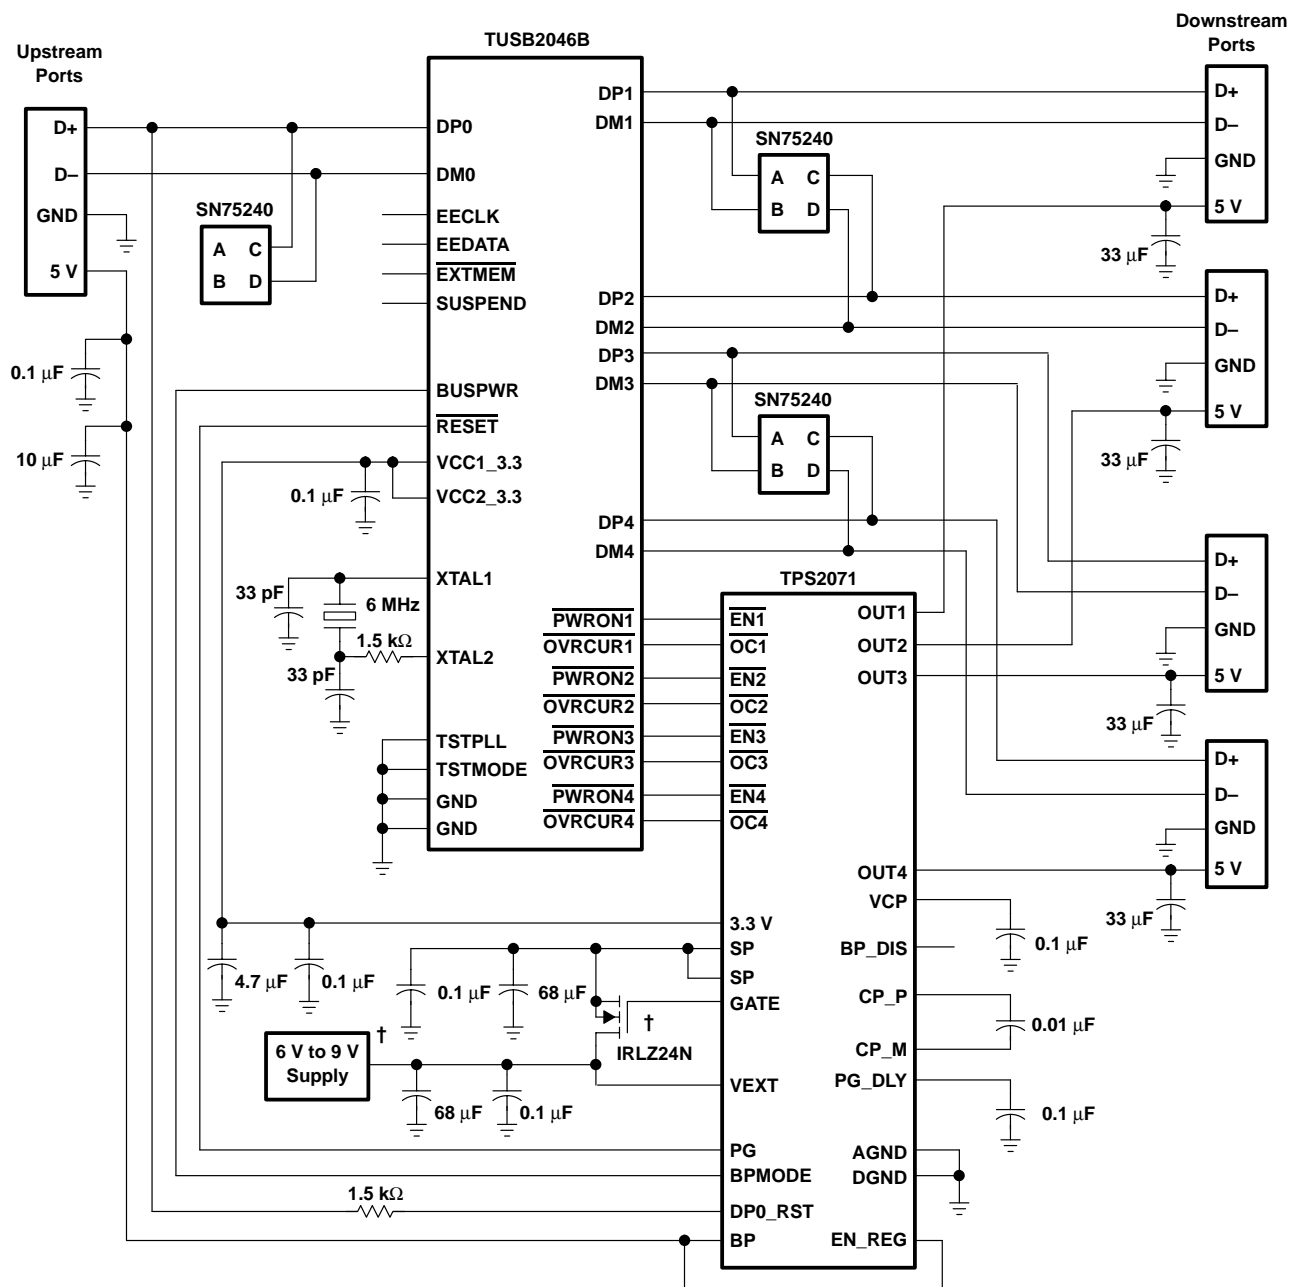 Upstream
Ports
D+
D–
GND
5 V
SN75240
A C
B D
0.1 µF
10 µF
TUSB2046B
DP0
DM0
EECLK
EEDATA
EXTMEM
SUSPEND
BUSPWR
RESET
VCC1_3.3
VCC2_3.3
0.1 µF
XTAL1
33 pF
6 MHz
1.5 kΩ
XTAL2
33 pF
TSTPLL
TSTMODE
GND
GND
DP1
DM1
DP2
DM2
DP3
DM3
DP4
DM4
PWRON1
OVRCUR1
PWRON2
OVRCUR2
PWRON3
OVRCUR3
PWRON4
OVRCUR4
SN75240
A C
B D
SN75240
A C
B D
Downstream
Ports
D+
D–
GND
5 V
33 µF
D+
D–
GND
5 V
33 µF
D+
D–
GND
5 V
33 µF
D+
D–
GND
5 V
33 µF
TPS2071
EN1
OC1
EN2
OC2
EN3
OC3
EN4
OC4
3.3 V
SP
SP
GATE
VEXT
PG
BPMODE
DP0_RST
BP
OUT1
OUT2
OUT3
OUT4
VCP
BP_DIS
CP_P
CP_M
PG_DLY
AGND
DGND
EN_REG
0.1 µF
0.01 µF
0.1 µF
4.7 µF
0.1 µF
0.1 µF
68 µF
†
IRLZ24N
†
6 V to 9 V
Supply
68 µF
0.1 µF
1.5 kΩ